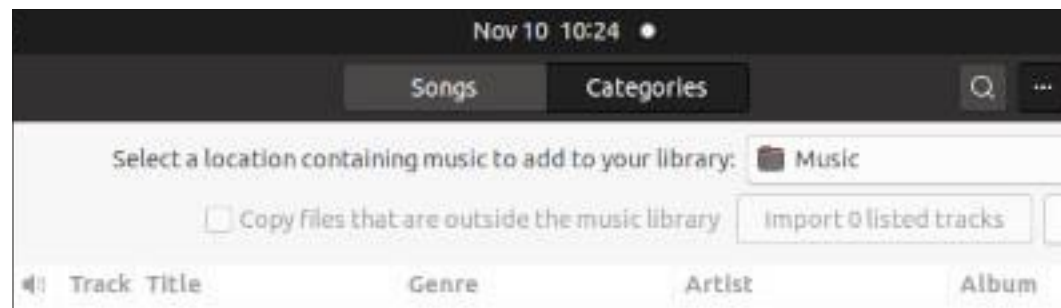 Nov 10 10:24
Songs Categories
Select a location containing music to add to your library: Music
Copy files that are outside the music library Import 0 listed tracks
Track Title Genre Artist Album